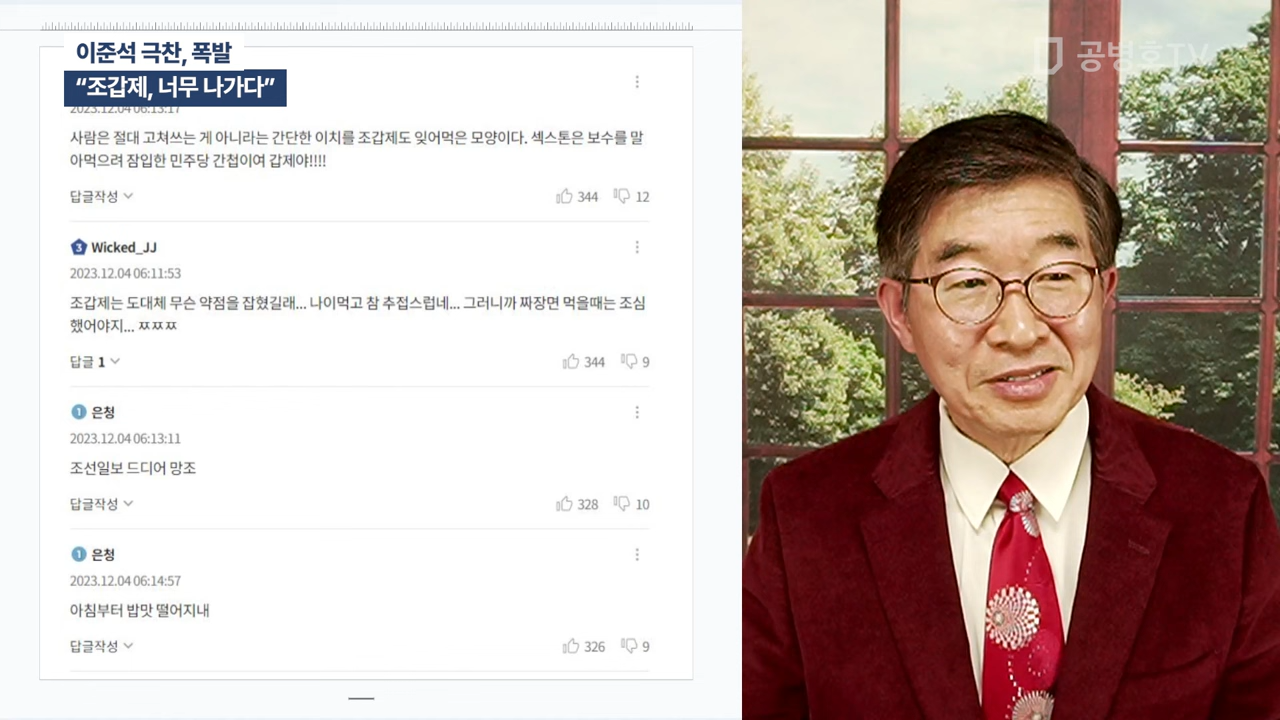 이준석 극찬, 폭발
“조갑제, 너무 나가다”
공병호TV
2023.12.04 06:13:17
사람은 절대 고쳐쓰는 게 아니라는 간단한 이치를 조갑제도 잊어먹은 모양이다. 섹스톤은 보수를 말
아먹으려 잠입한 민주당 간첩이여 갑제야!!!!
답글작성 344 12
3 Wicked_JJ
2023.12.04 06:11:53
조갑제는 도대체 무슨 약점을 잡혔길래... 나이먹고 참 추접스럽네... 그러니까 짜장면 먹을때는 조심
했어야지... ㅉㅉㅉ
답글 1 344 9
1 은청
2023.12.04 06:13:11
조선일보 드디어 망조
답글작성 328 10
1 은청
2023.12.04 06:14:57
아침부터 밥맛 떨어지내
답글작성 326 9